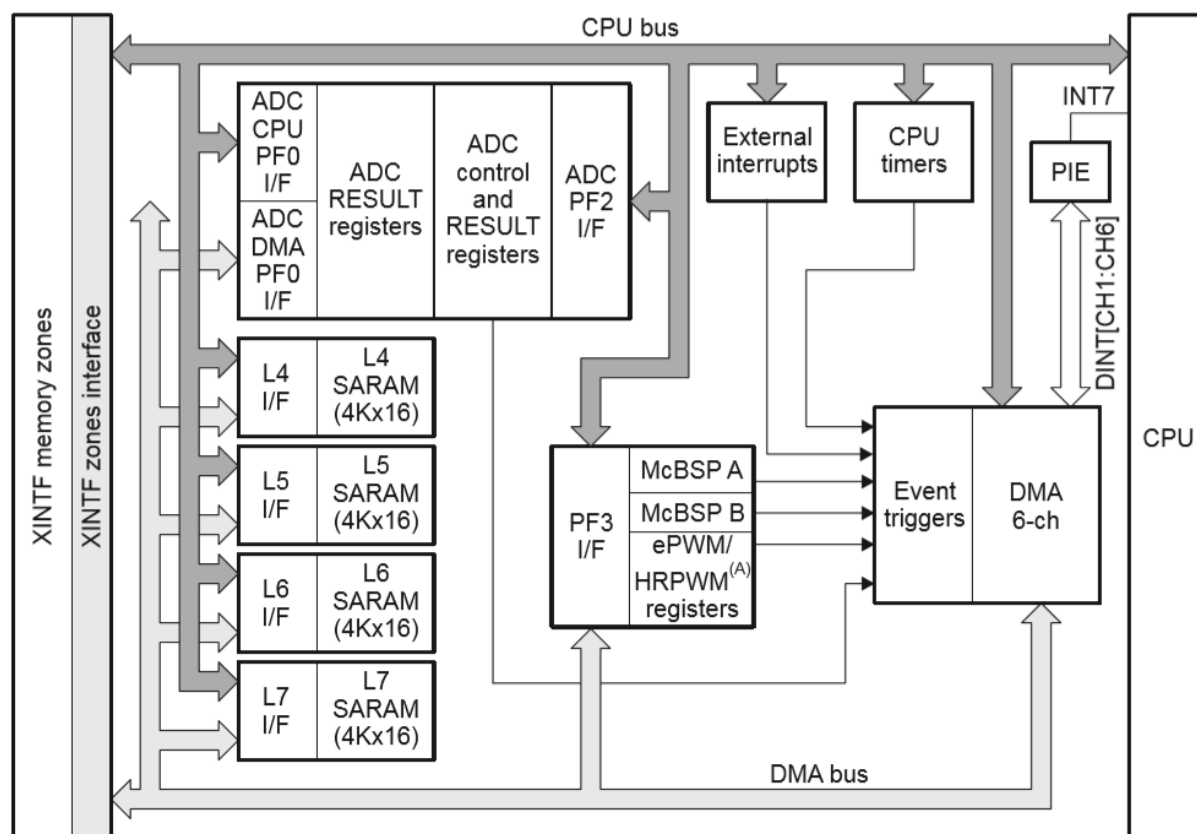 CPU bus
XINTF memory zones
XINTF zones interface
ADC
CPU
PF0
I/F
ADC
DMA
PF0
I/F
ADC
RESULT
registers
ADC
control
and
RESULT
registers
ADC
PF2
I/F
External
interrupts
CPU
timers
INT7
PIE
DINT[CH1:CH6]
CPU
L4
I/F
L4
SARAM
(4Kx16)
L5
I/F
L5
SARAM
(4Kx16)
L6
I/F
L6
SARAM
(4Kx16)
L7
I/F
L7
SARAM
(4Kx16)
PF3
I/F
McBSP A
McBSP B
ePWM/
HRPWM(A)
registers
Event
triggers
DMA
6-ch
DMA bus